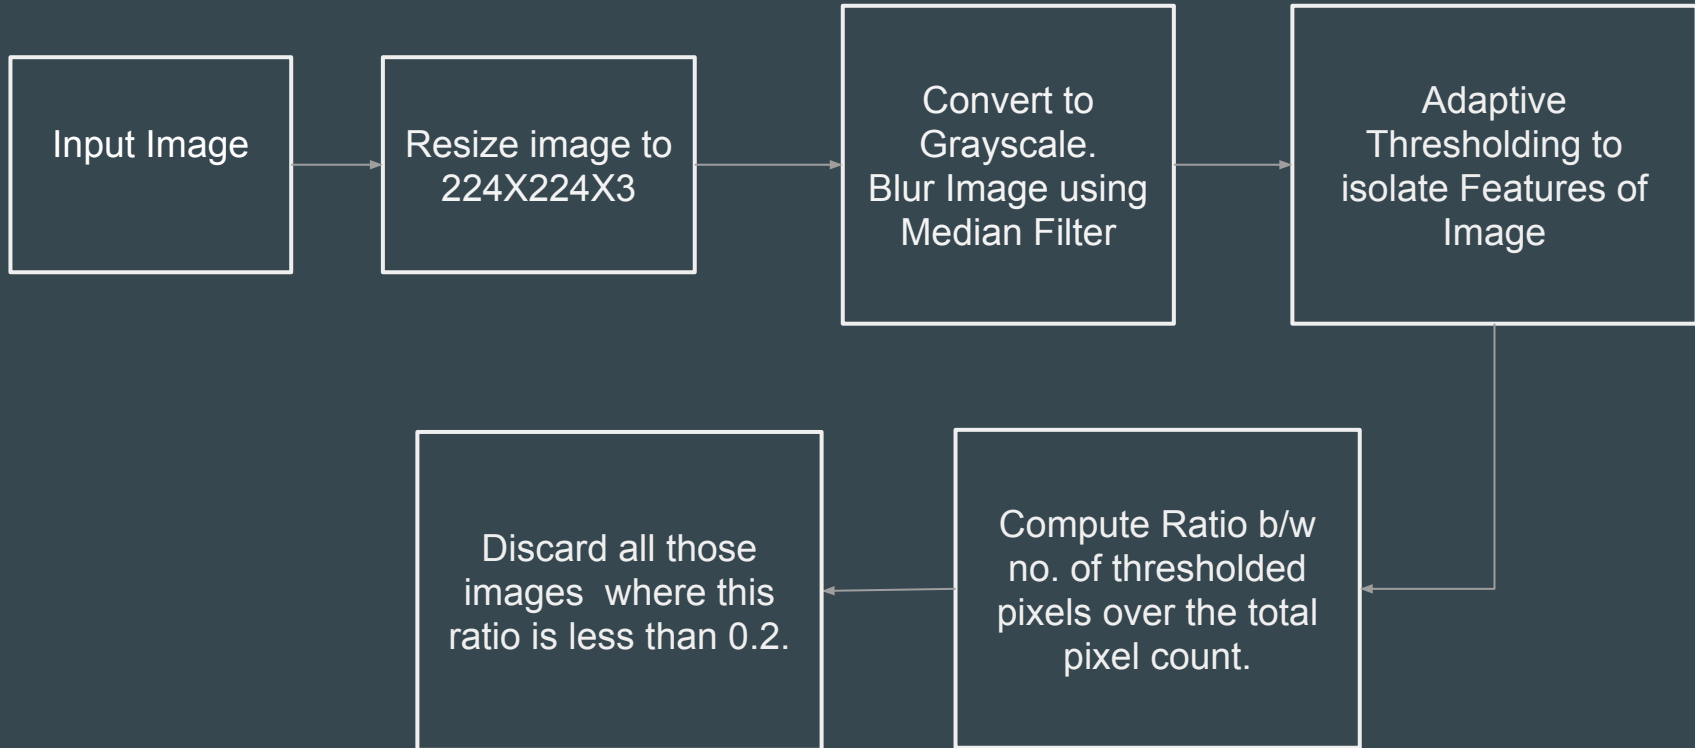 Input Image
Resize image to
224X224X3
Convert to
Grayscale.
Blur Image using
Median Filter
Adaptive
Thresholding to
isolate Features of
Image
Compute Ratio b/w
no. of thresholded
pixels over the total
pixel count.
Discard all those
images  where this
ratio is less than 0.2.